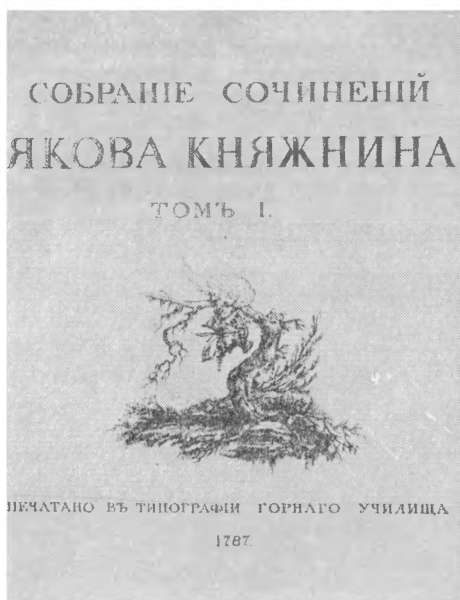 СОБРАНІЕ СОЧИНЕНІЙ
ЯКОВА КНЯЖНИНА
ТОМЪ I.
ПЕЧАТАНО ВЪ ТИПОГРАФІИ ГОРНАГО УЧИЛИЩА
1787.